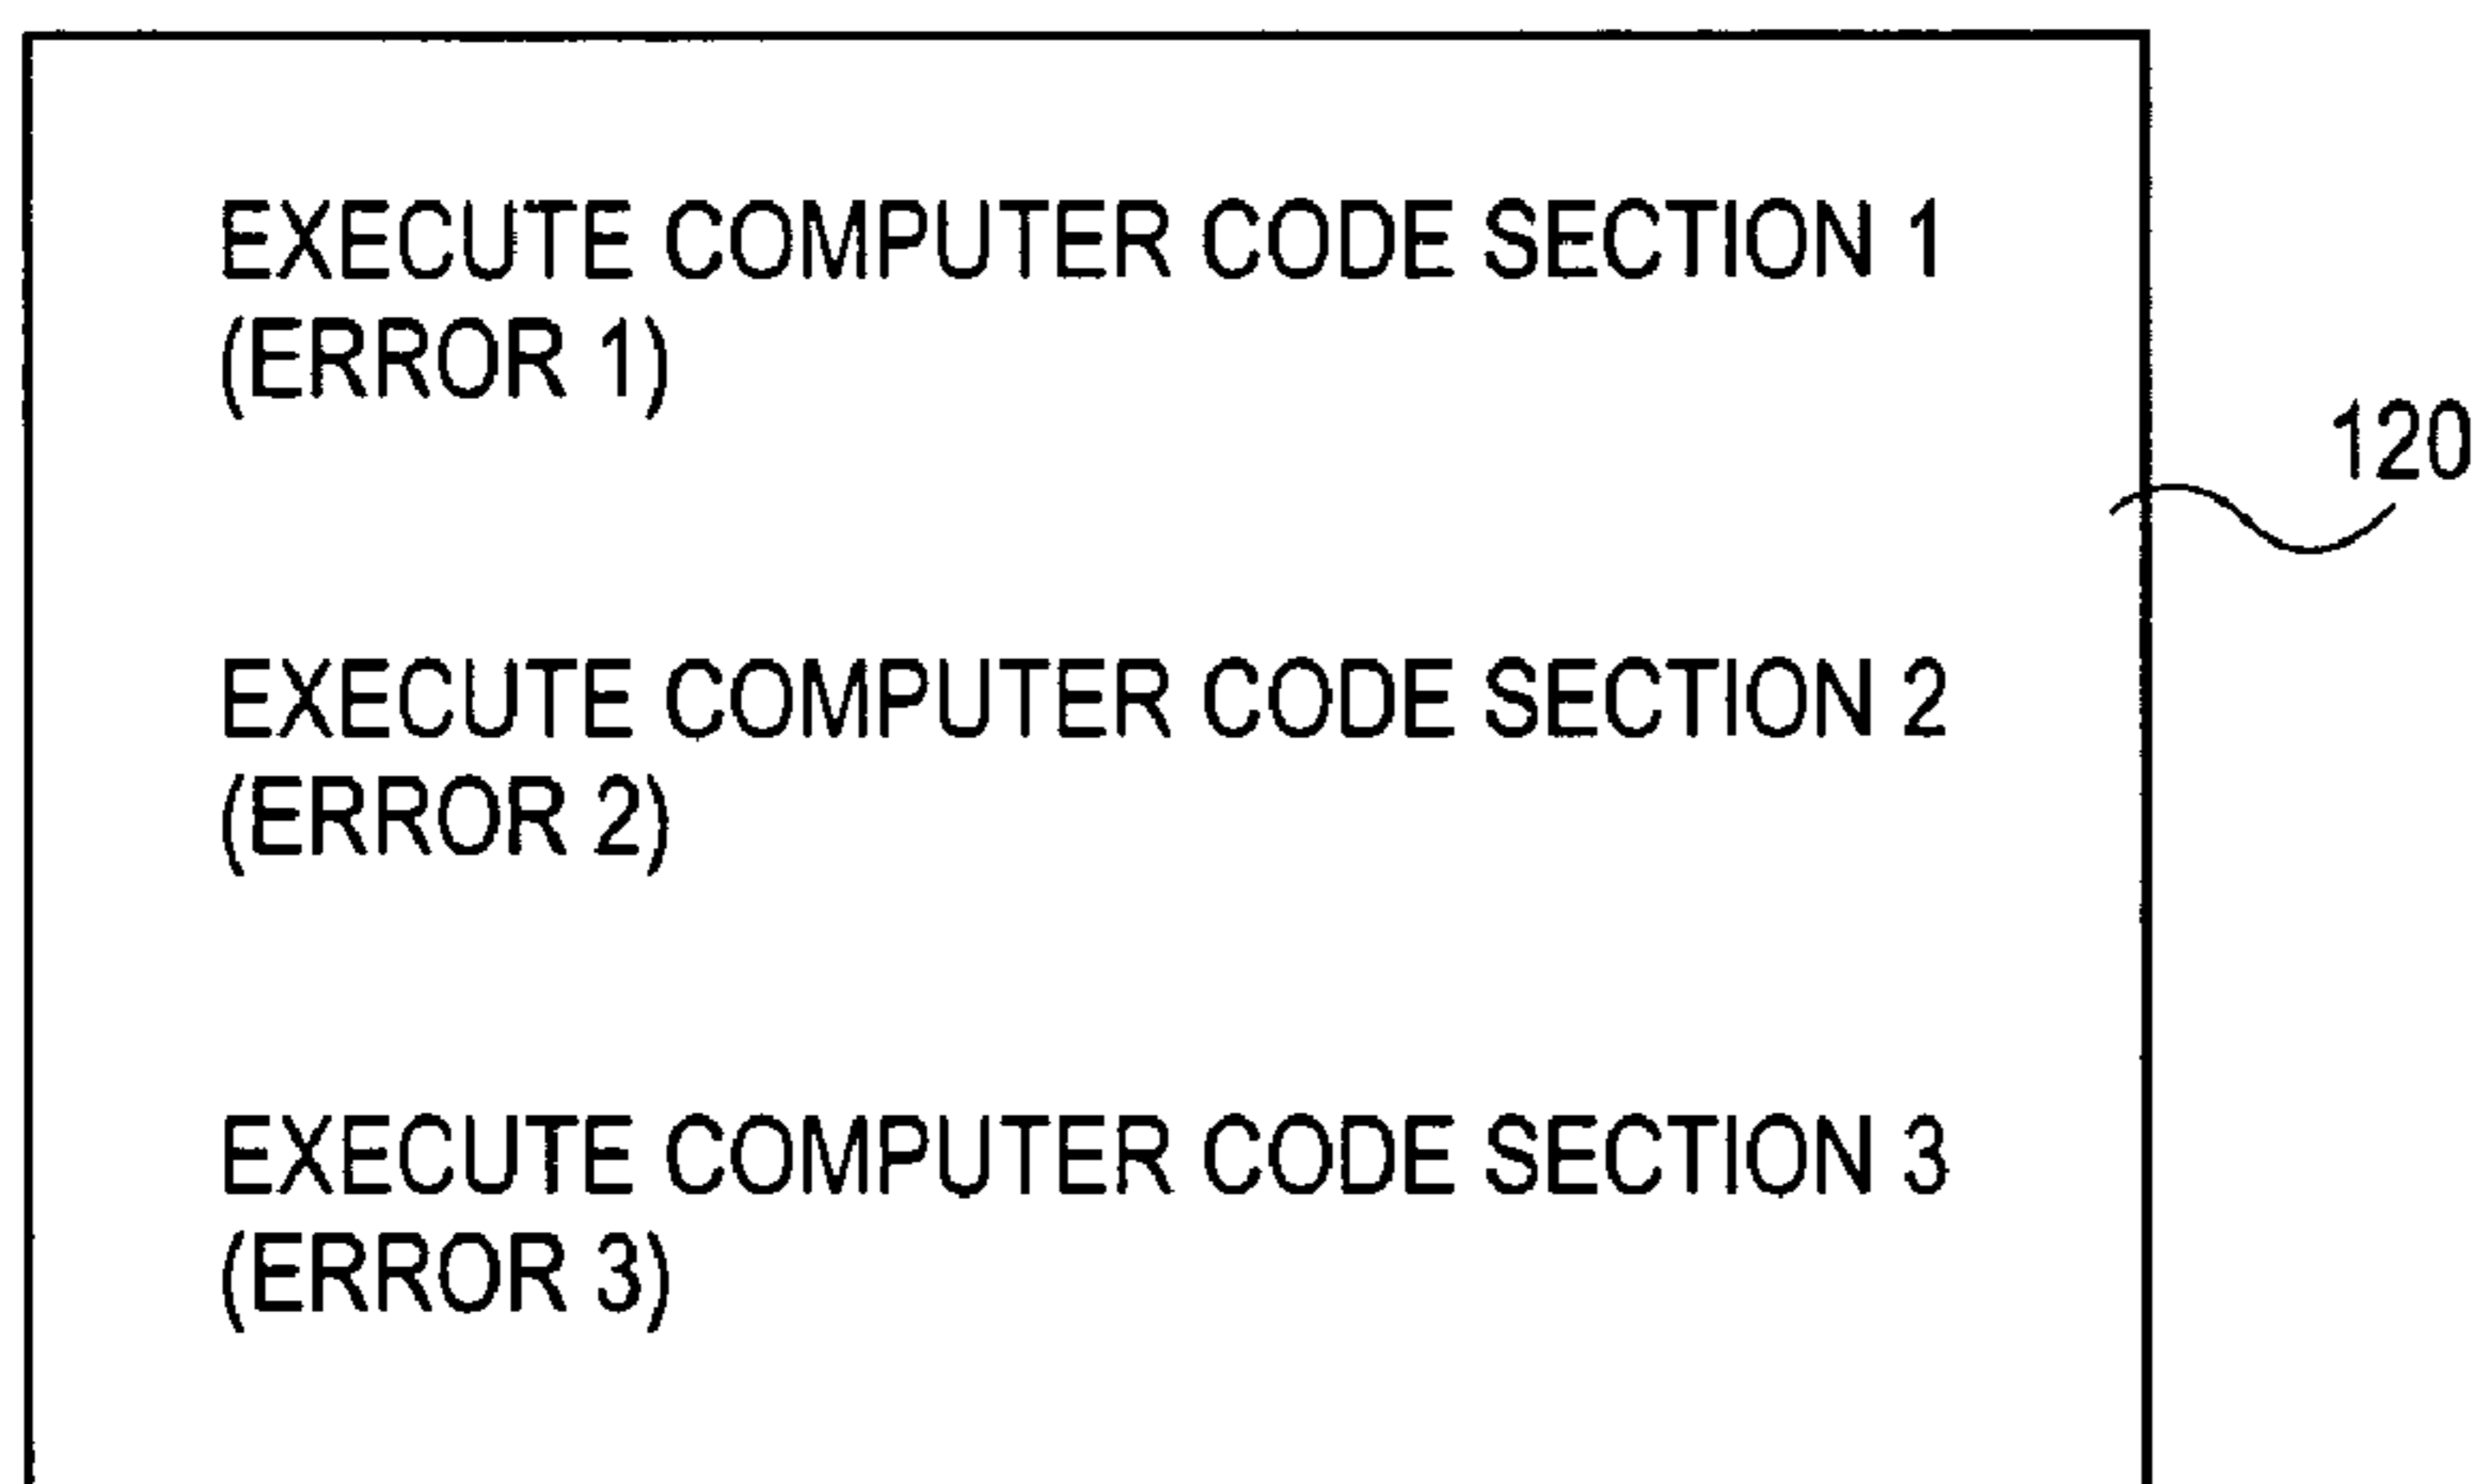 EXECUTE COMPUTER CODE SECTION 1
(ERROR 1)
120
EXECUTE COMPUTER CODE SECTION 2
(ERROR 2)
EXECUTE COMPUTER CODE SECTION 3
(ERROR 3)